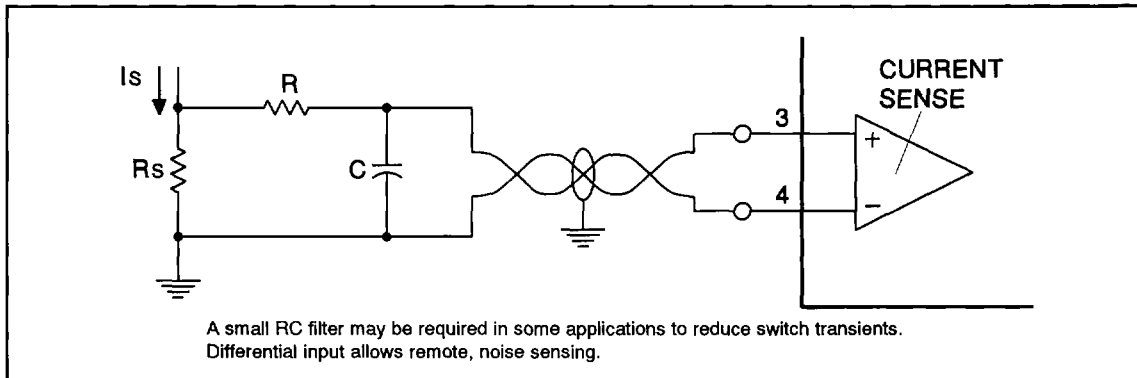 Is
R
CURRENT
SENSE
3
+
Rs
C
4
−
A small RC filter may be required in some applications to reduce switch transients.
Differential input allows remote, noise sensing.